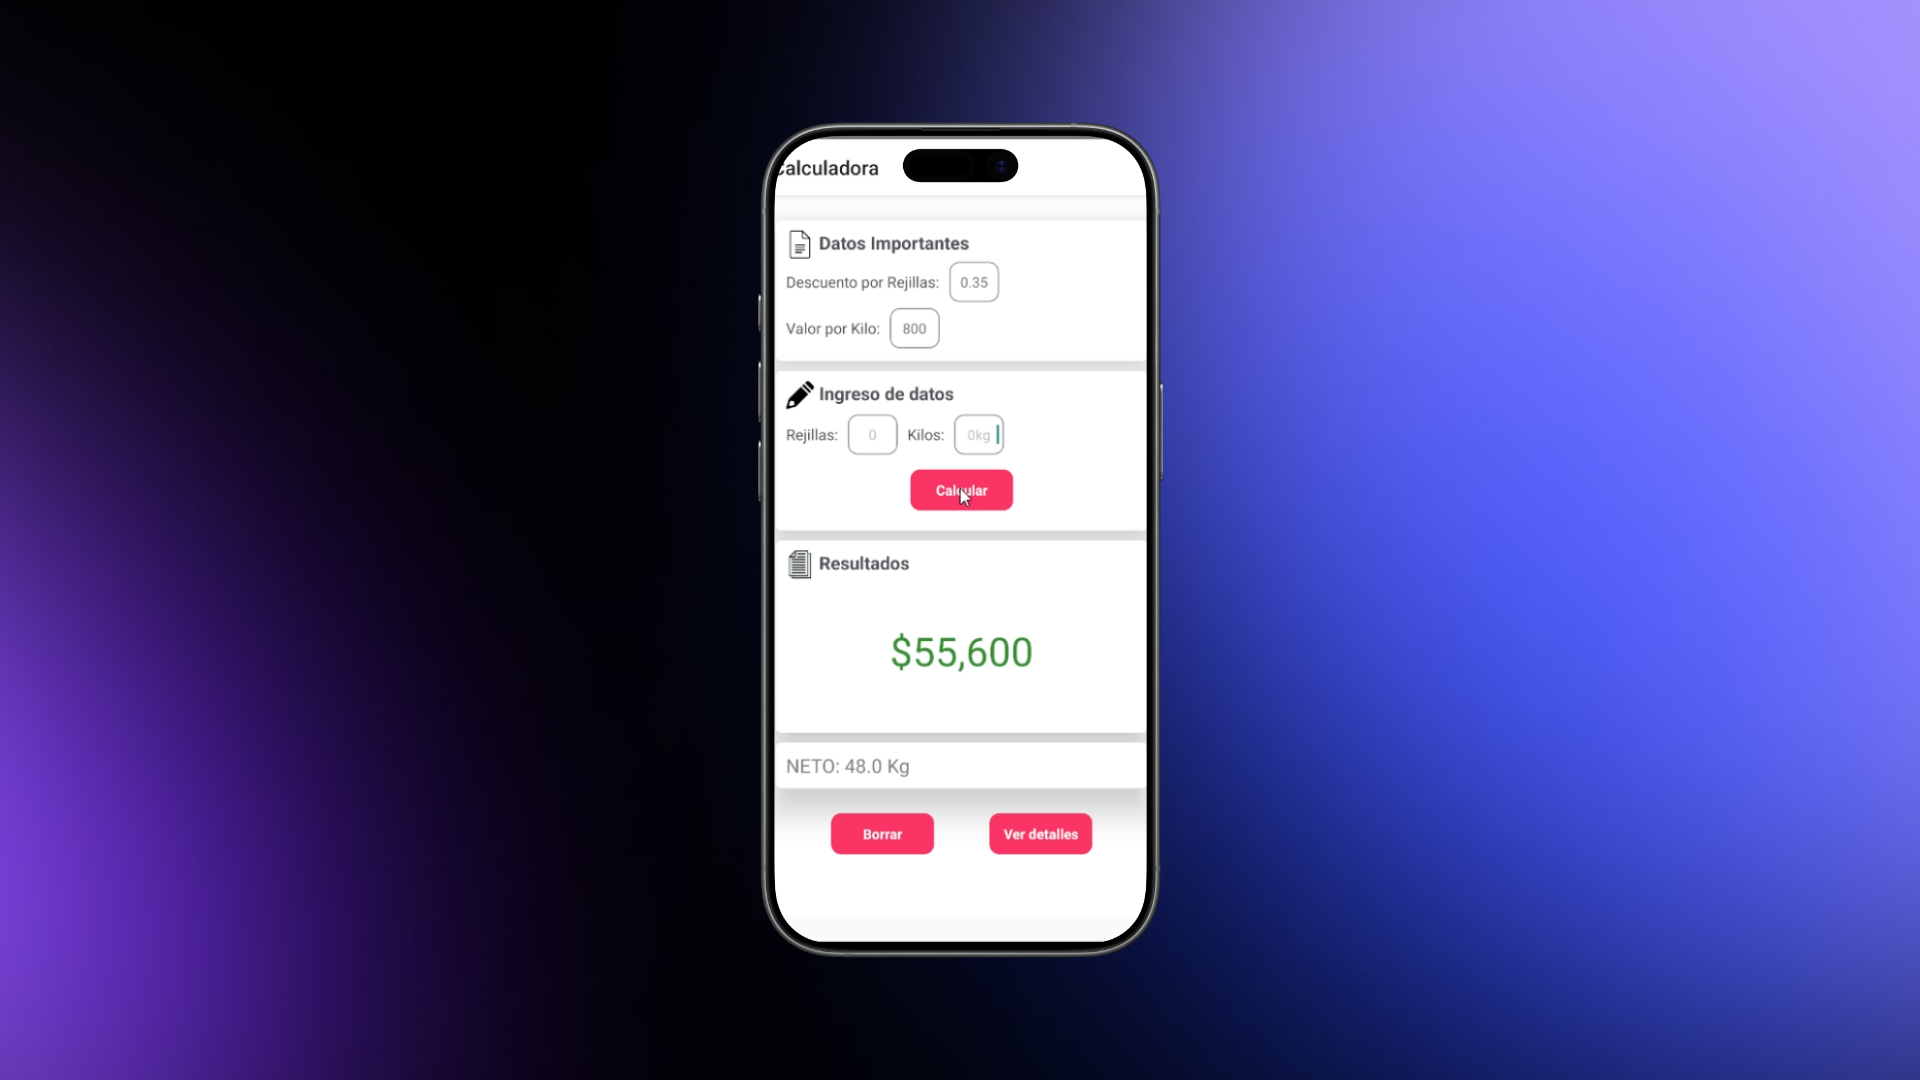 Calculadora
Datos Importantes
Descuento por Rejillas: 0.35
Valor por Kilo: 800
Ingreso de datos
Rejillas: 0 Kilos: 0kg
Calcular
Resultados
$55,600
NETO: 48.0 Kg
Borrar Ver detalles